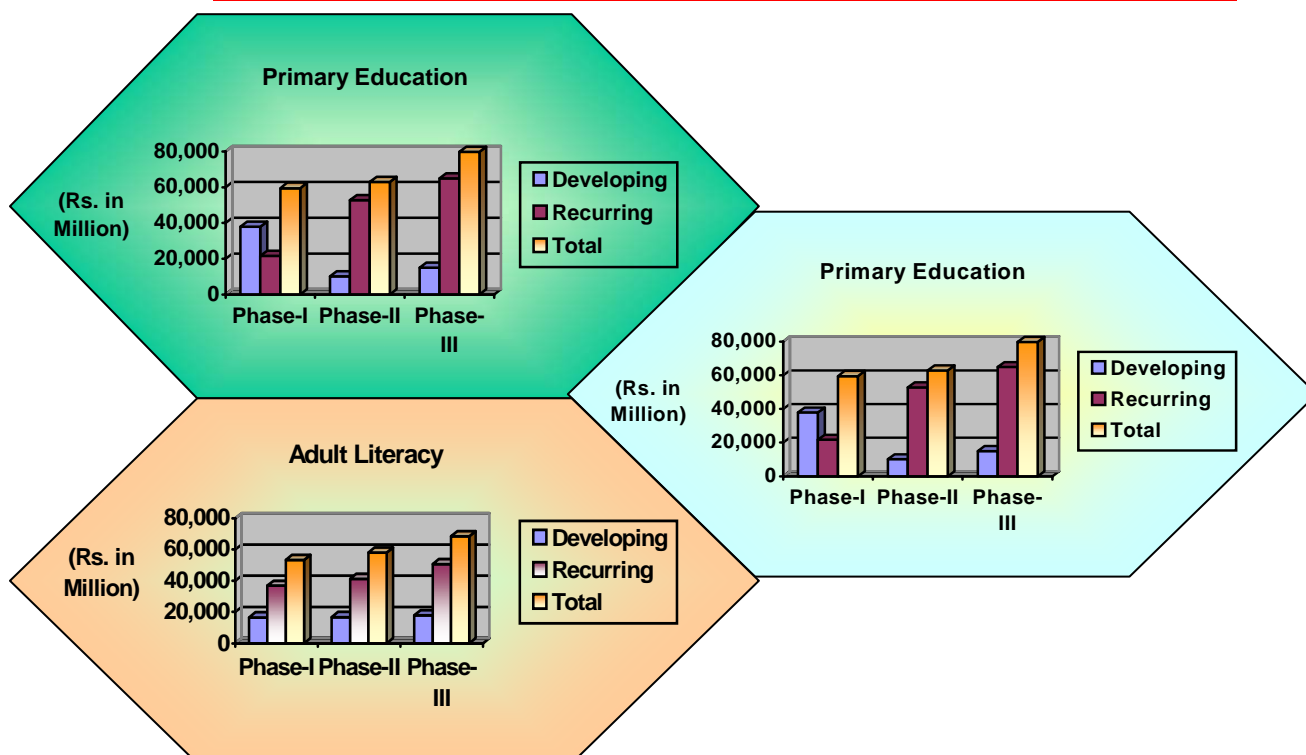 Primary Education
(Rs. in
Million)
80,000
60,000
40,000
20,000
0
Phase-I Phase-II Phase-
III
Developing
Recurring
Total
Primary Education
(Rs. in
Million)
80,000
60,000
40,000
20,000
0
Phase-I Phase-II Phase-
III
Developing
Recurring
Total
Adult Literacy
(Rs. in
Million)
80,000
60,000
40,000
20,000
0
Phase-I Phase-II Phase-
III
Developing
Recurring
Total